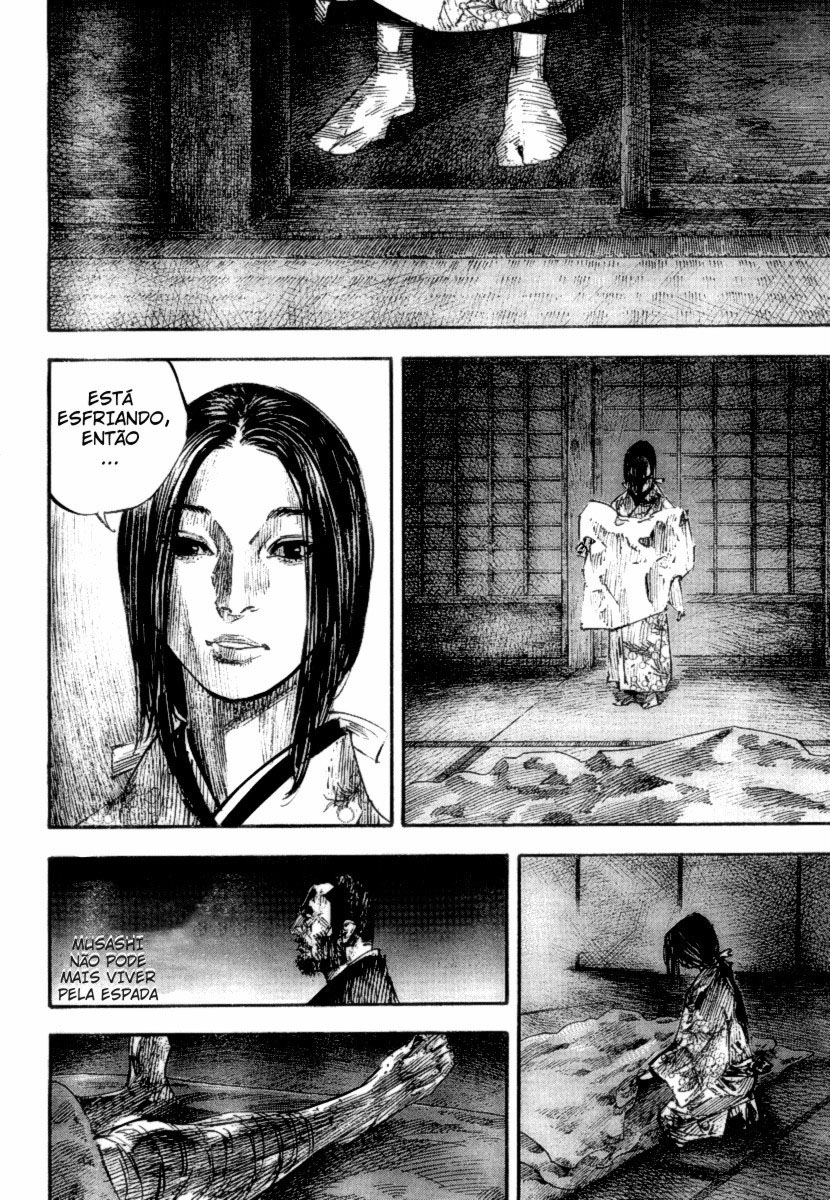 ESTÁ
ESFRIANDO,
ENTÃO
...
MUSASHI
NÃO PODE
MAIS VIVER
PELA ESPADA